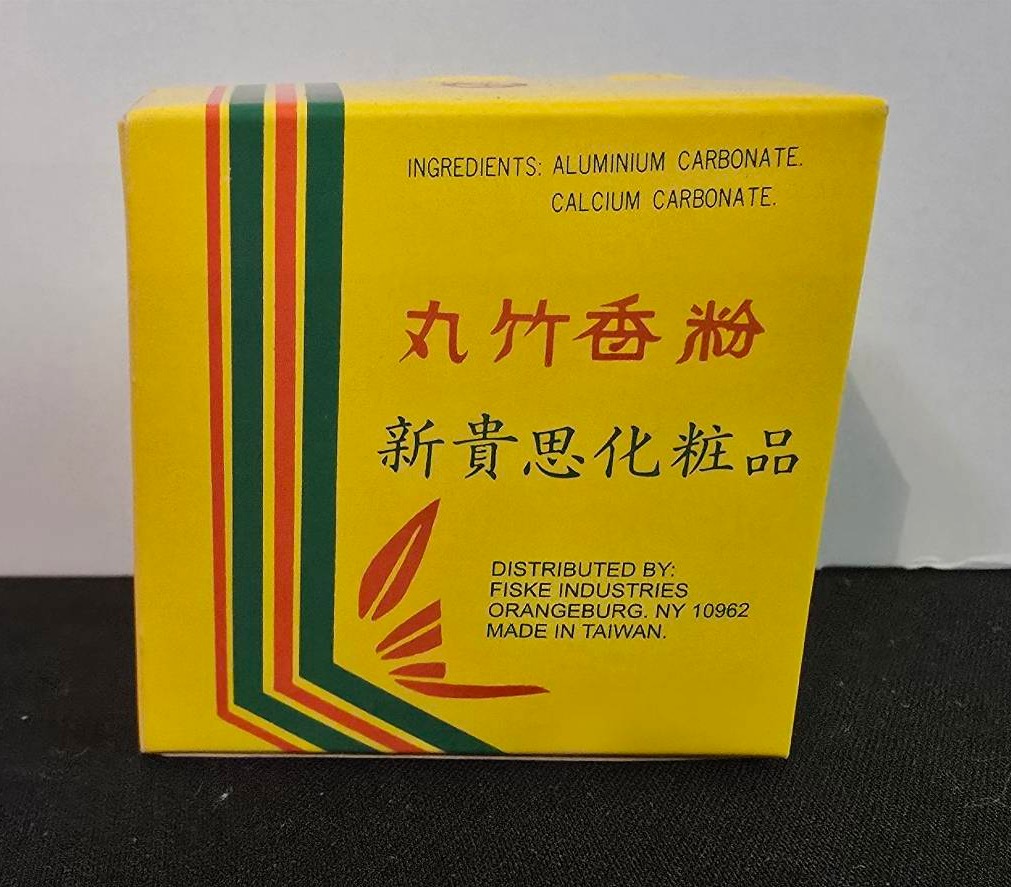 INGREDIENTS: ALUMINIUM CARBONATE.
CALCIUM CARBONATE.
丸竹香粉
新貴思化粧品
DISTRIBUTED BY:
FISKE INDUSTRIES
ORANGEBURG. NY 10962
MADE IN TAIWAN.